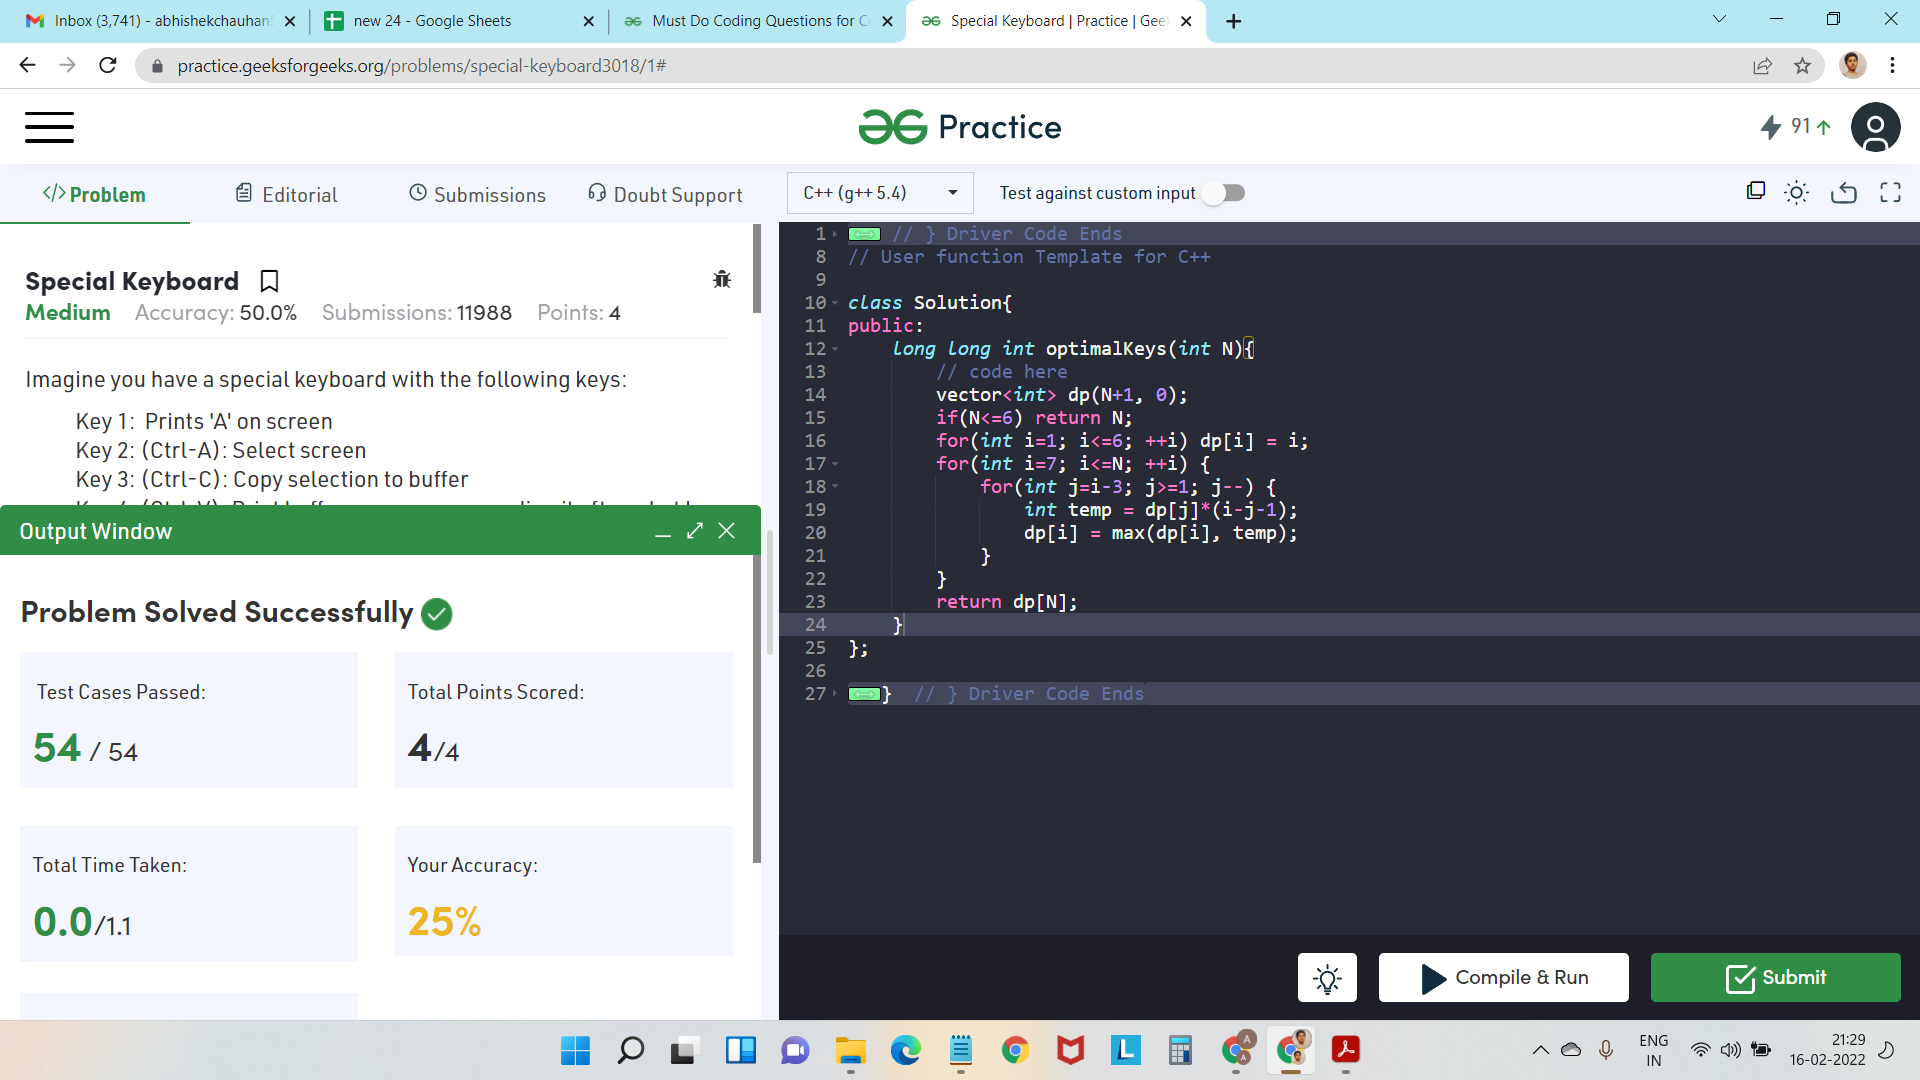 Inbox (3,741) - abhishekchauhan
new 24 - Google Sheets
Must Do Coding Questions for C
Special Keyboard | Practice | Gee
practice.geeksforgeeks.org/problems/special-keyboard3018/1#
Practice
91
Problem
Editorial
Submissions
Doubt Support
C++ (g++ 5.4)
Test against custom input
Special Keyboard
Medium Accuracy: 50.0% Submissions: 11988 Points: 4
Imagine you have a special keyboard with the following keys:
Key 1: Prints 'A' on screen
Key 2: (Ctrl-A): Select screen
Key 3: (Ctrl-C): Copy selection to buffer
Output Window
Problem Solved Successfully
Test Cases Passed:
54 / 54
Total Points Scored:
4/4
Total Time Taken:
0.0/1.1
Your Accuracy:
25%
1 // } Driver Code Ends
8 // User function Template for C++
9
10 class Solution{
11 public:
12 long long int optimalKeys(int N){
13 // code here
14 vector<int> dp(N+1, 0);
15 if(N<=6) return N;
16 for(int i=1; i<=6; ++i) dp[i] = i;
17 for(int i=7; i<=N; ++i) {
18 for(int j=i-3; j>=1; j--) {
19 int temp = dp[j]*(i-j-1);
20 dp[i] = max(dp[i], temp);
21 }
22 }
23 return dp[N];
24 }
25 };
26
27 } // } Driver Code Ends
Compile & Run
Submit
ENG
IN
21:29
16-02-2022